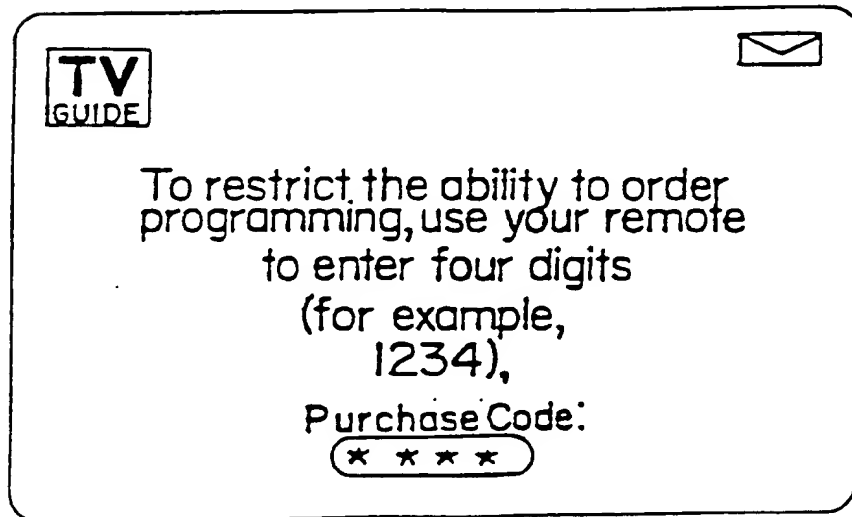 TV
GUIDE
To restrict the ability to order
programming, use your remote
to enter four digits
(for example,
1234),
Purchase Code:
* * * *